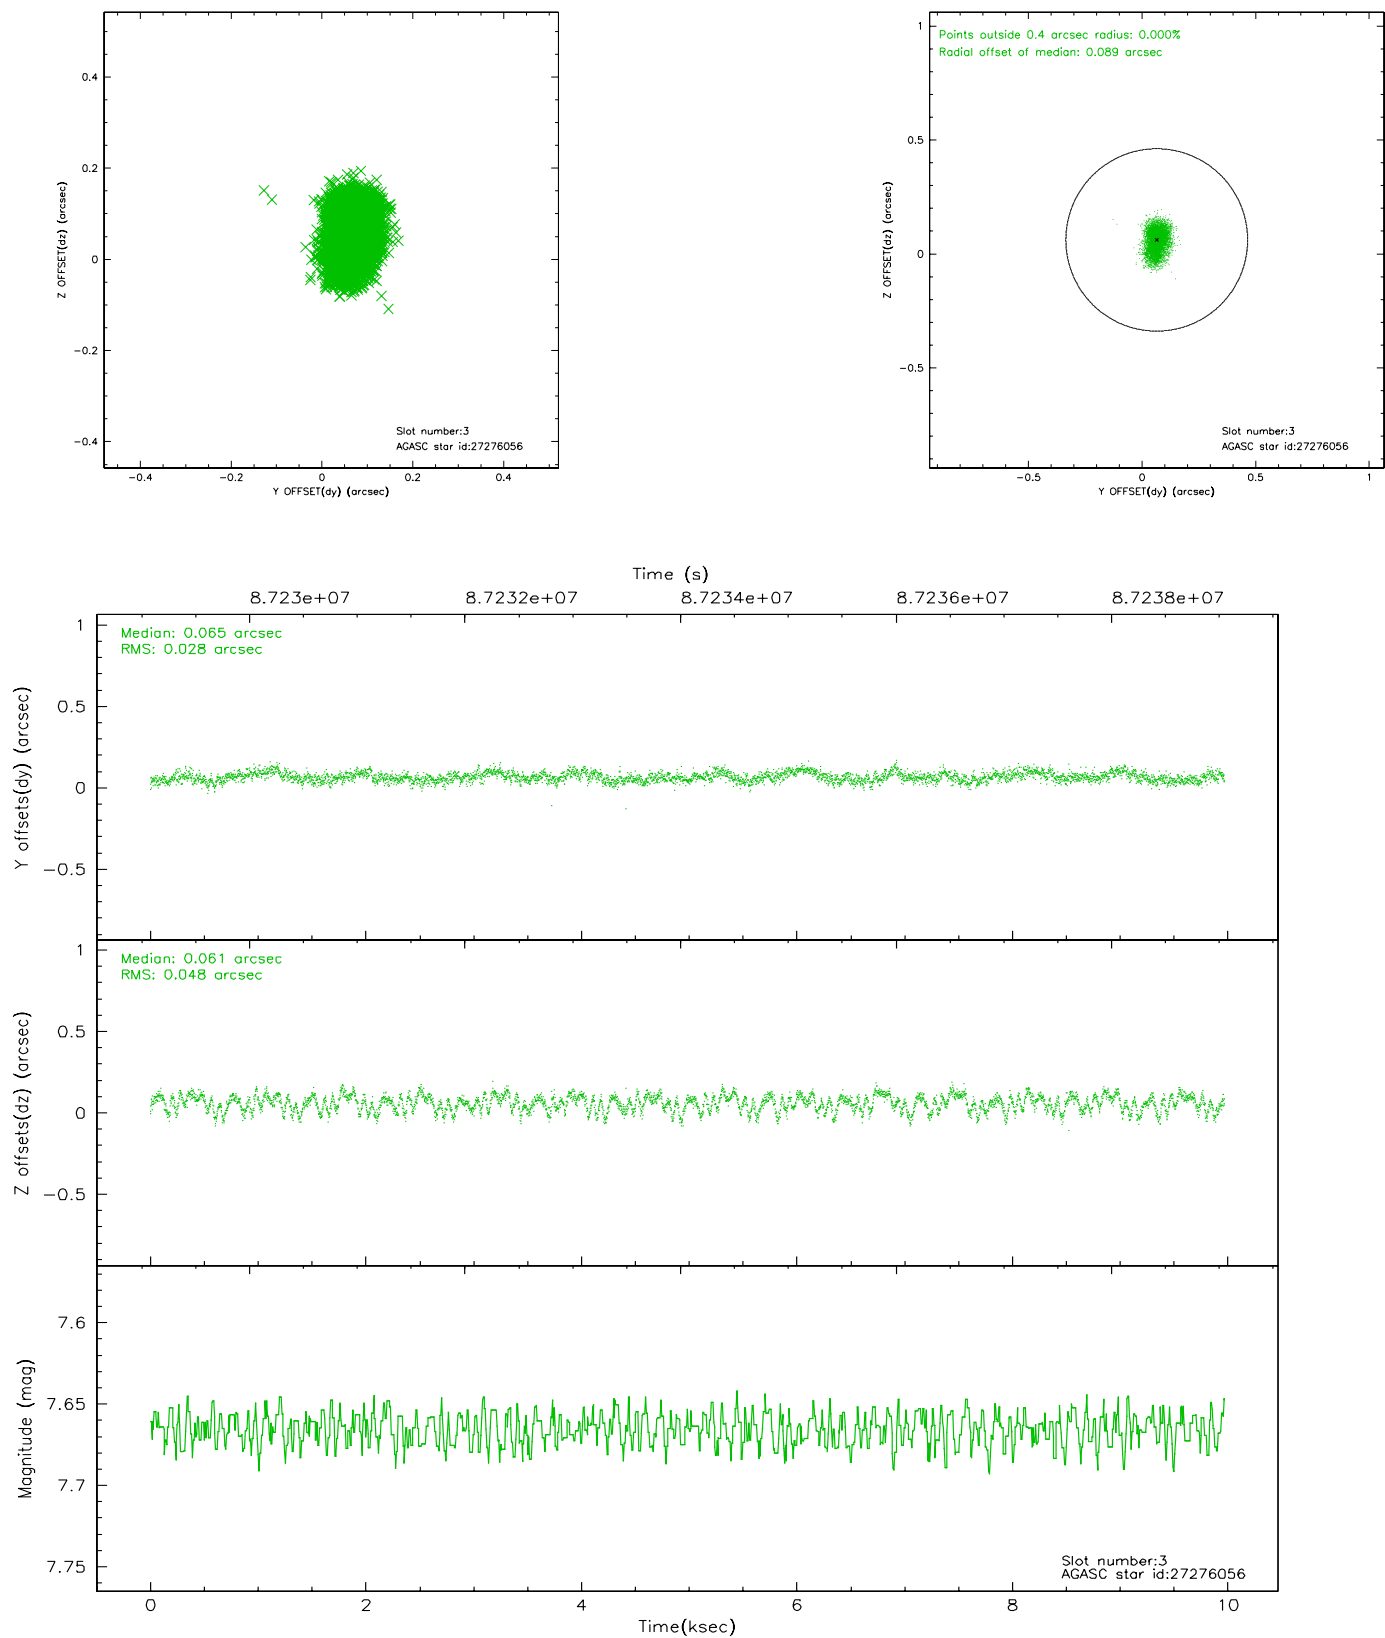 0.4
0.2
0
−0.2
−0.4
Z OFFSET(dz) (arcsec)
Slot number:3
AGASC star id:27276056
−0.4 −0.2 0 0.2 0.4
Y OFFSET(dy) (arcsec)
Points outside 0.4 arcsec radius: 0.000%
Radial offset of median: 0.089 arcsec
1
0.5
0
−0.5
Z OFFSET(dz) (arcsec)
Slot number:3
AGASC star id:27276056
−0.5 0 0.5 1
Y OFFSET(dy) (arcsec)
Time (s)
8.723e+07 8.7232e+07 8.7234e+07 8.7236e+07 8.7238e+07
Median: 0.065 arcsec
RMS: 0.028 arcsec
1
0.5
0
−0.5
Y offsets(dy) (arcsec)
Median: 0.061 arcsec
RMS: 0.048 arcsec
1
0.5
0
−0.5
Z offsets(dz) (arcsec)
7.6
7.65
7.7
7.75
Magnitude (mag)
Slot number:3
AGASC star id:27276056
0 2 4 6 8 10
Time(ksec)